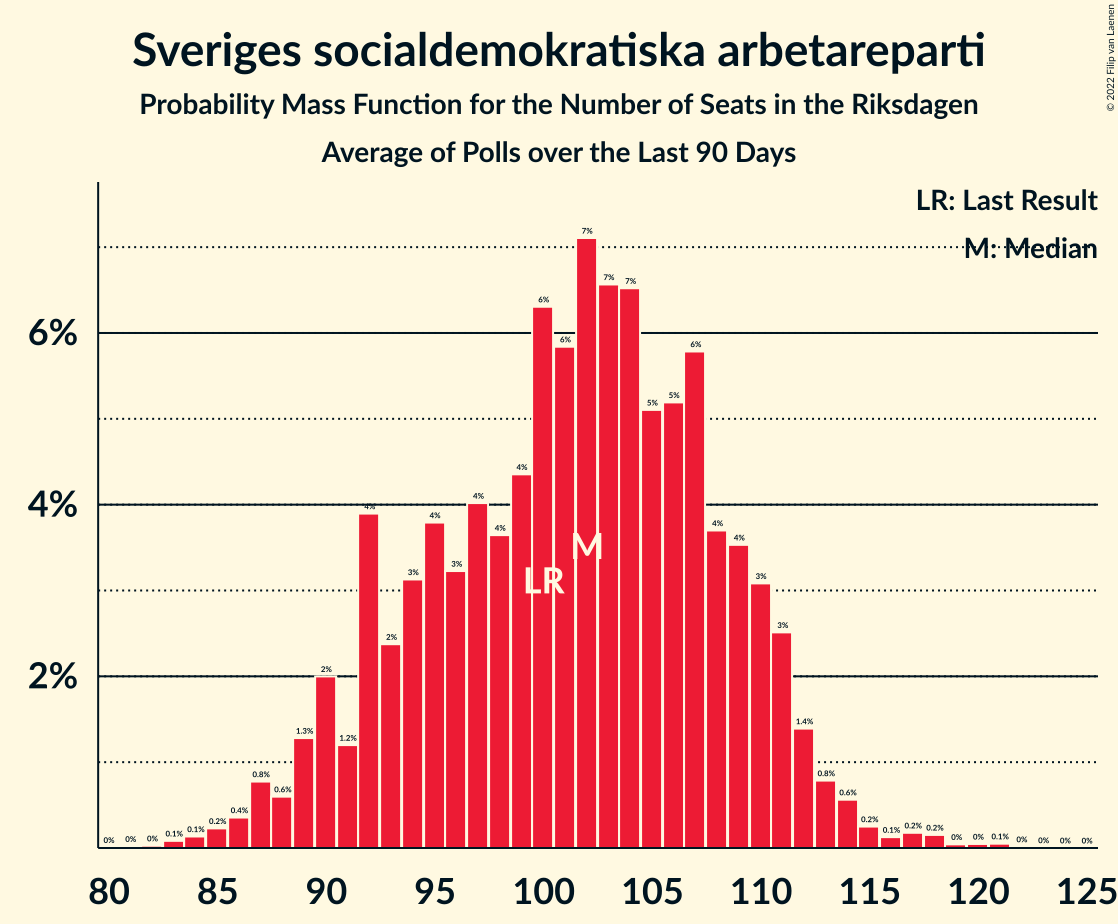 Sveriges socialdemokratiska arbetareparti
Probability Mass Function for the Number of Seats in the Riksdagen
Average of Polls over the Last 90 Days
© 2022 Filip van Laenen
LR: Last Result
M: Median
6%
4%
2%
0% 0% 0% 0.1% 0.1% 0.2% 0.4% 0.8% 0.6% 1.3% 2% 1.2% 4% 2% 3% 4% 3% 4% 4% 4% 6% 6% 7% 7% 7% 5% 5% 6% 4% 4% 3% 3% 1.4% 0.8% 0.6% 0.2% 0.1% 0.2% 0.2% 0% 0% 0.1% 0% 0% 0% 0%
M
LR
80 85 90 95 100 105 110 115 120 125